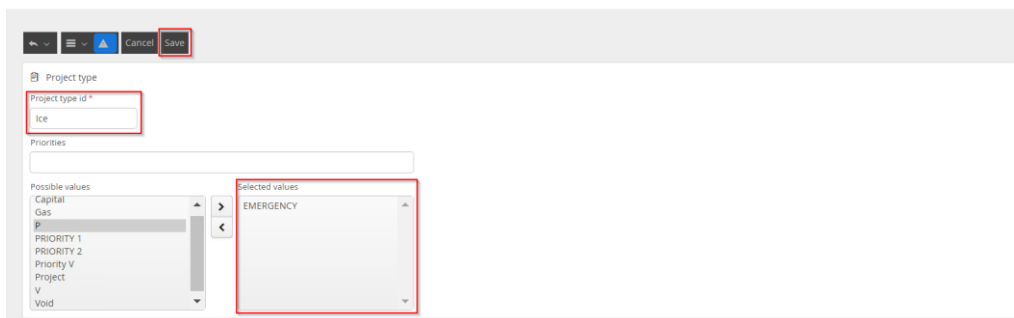 Cancel Save
Project type
Project type id *
Ice
Priorities
Possible values
Capital
Gas
P
PRIORITY 1
PRIORITY 2
Priority V
Project
V
Void
Selected values
EMERGENCY